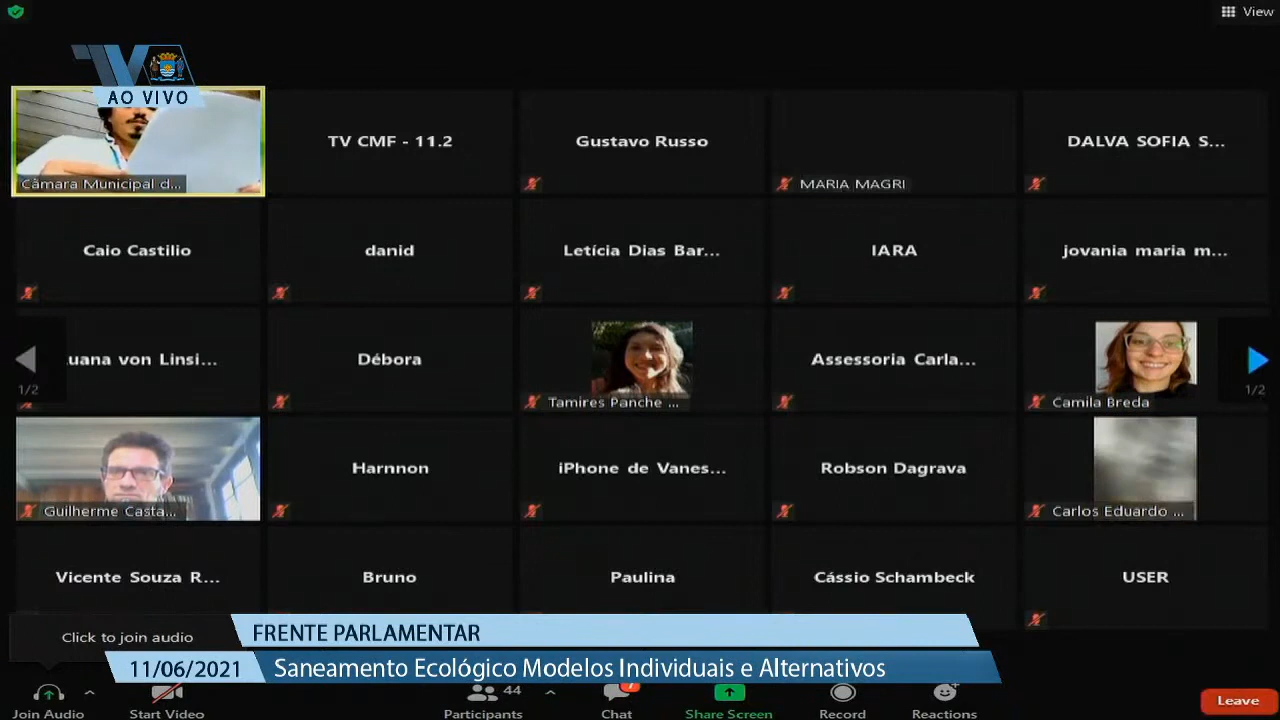 View
AO VIVO
Câmara Municipal d...
TV CMF - 11.2
Gustavo Russo
MARIA MAGRI
DALVA SOFIA S...
Caio Castilio
danid
Letícia Dias Bar...
IARA
jovania maria m...
uana von Linsi...
Débora
Tamires Panche ...
Assessoria Carla...
Camila Breda
1/2
1/2
Guilherme Casta...
Harnnon
iPhone de Vanes...
Robson Dagrava
Carlos Eduardo ...
Vicente Souza R...
Bruno
Paulina
Cássio Schambeck
USER
Click to join audio
FRENTE PARLAMENTAR
11/06/2021
Saneamento Ecológico Modelos Individuais e Alternativos
44
7
Join Audio
Start Video
Participants
Chat
Share Screen
Record
Reactions
Leave